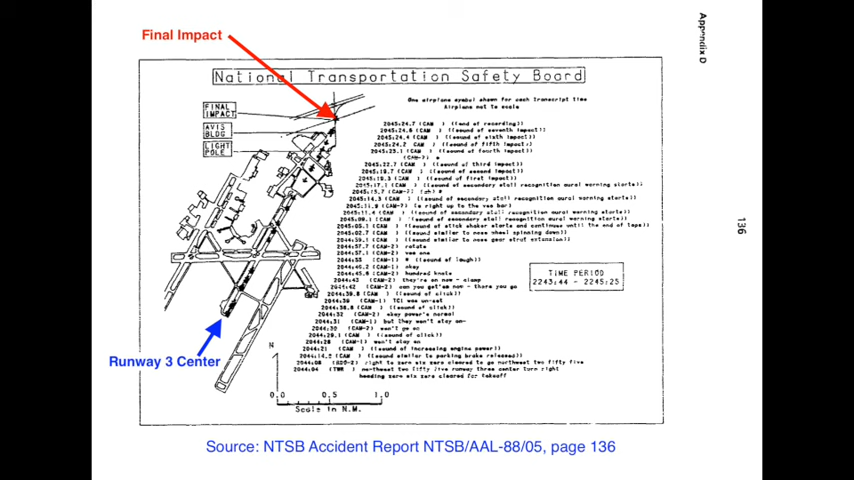 Final Impact
Appendix D
National Transportation Safety Board
FINAL
IMPACT
AVIS
BLDG
LIGHT
POLE
One airplane symbol shown for each transcript time
Airplane not to scale
2045:24.7 (CAM ) ((end of recording))
2045:24.6 (CAM ) ((sound of seventh impact))
2045:24.4 (CAM ) ((sound of sixth impact))
2045:24.2 CAM ) ((sound of fifth impact))
2045:23.1 (CAM ) ((sound of fourth impact))
2045:22.7 (CAM ) ((sound of third impact))
2045:19.7 (CAM ) ((sound of second impact))
2045:19.3 (CAM ) ((sound of first impact))
2045:17.1 (CAM ) ((sound of secondary stall recognition aural warning starts))
2045:14.3 (CAM ) ((sound of secondary stall recognition aural warning starts))
2045:11.9 (CAM-?) is right up to the vee bar)
2045:11.4 (CAM ) ((sound of secondary stall recognition aural warning starts))
2045:09.1 (CAM ) ((sound of secondary stall recognition aural warning starts))
2045:05.1 (CAM ) ((sound of stick shaker starts and continues until the end of tape))
2045:02.7 (CAM ) ((sound similar to nose wheel spinning down))
2044:59.1 (CAM ) ((sound similar to nose gear strut extension))
2044:57.7 (CAM-2) rotate
2044:57.1 (CAM-2) vee one
(CAM-1) * ((sound of laugh))
(CAM-1) okay
2044:45.6 (CAM-2) hundred knots
2044:43 (CAM-2) they're on now - clamp
2044:42 (CAM-2) can you get'em now - there you go
2044:39.8 (CAM ) ((sound of click))
2044:39 (CAM-1) TCI was un-set
2044:38.8 (CAM ) ((sound of click))
2044:32 (CAM-2) okay power's normal
2044:31 (CAM-1) but they won't stay on-
2044:30 (CAM-2) won't go on
2044:29.1 (CAM ) ((sound of click))
2044:28 (CAM-1) won't stay on
2044:21 (CAM ) ((sound of increasing engine power))
(CAM ) ((sound similar to parking brake released))
2044:08 (RDO-2) right to zero six zero cleared to go northwest two fifty five
2044:04 (TWR ) northwest two fifty five runway three center turn right
heading zero six zero cleared for takeoff
TIME PERIOD
2243:44 - 2245:25
136
Runway 3 Center
N
0.0 0.5 1.0
Scale in N.M.
Source: NTSB Accident Report NTSB/AAL-88/05, page 136